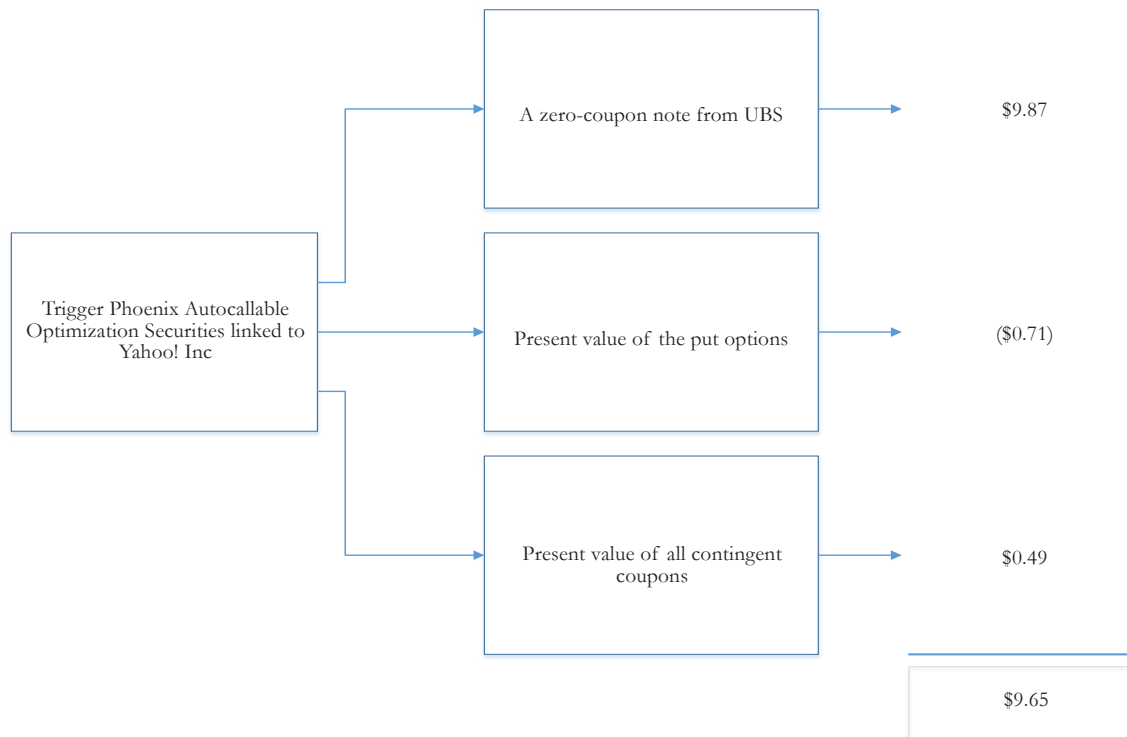 A zero-coupon note from UBS
$9.87
Trigger Phoenix Autocallable
Optimization Securities linked to
Yahoo! Inc
Present value of the put options
($0.71)
Present value of all contingent
coupons
$0.49
$9.65